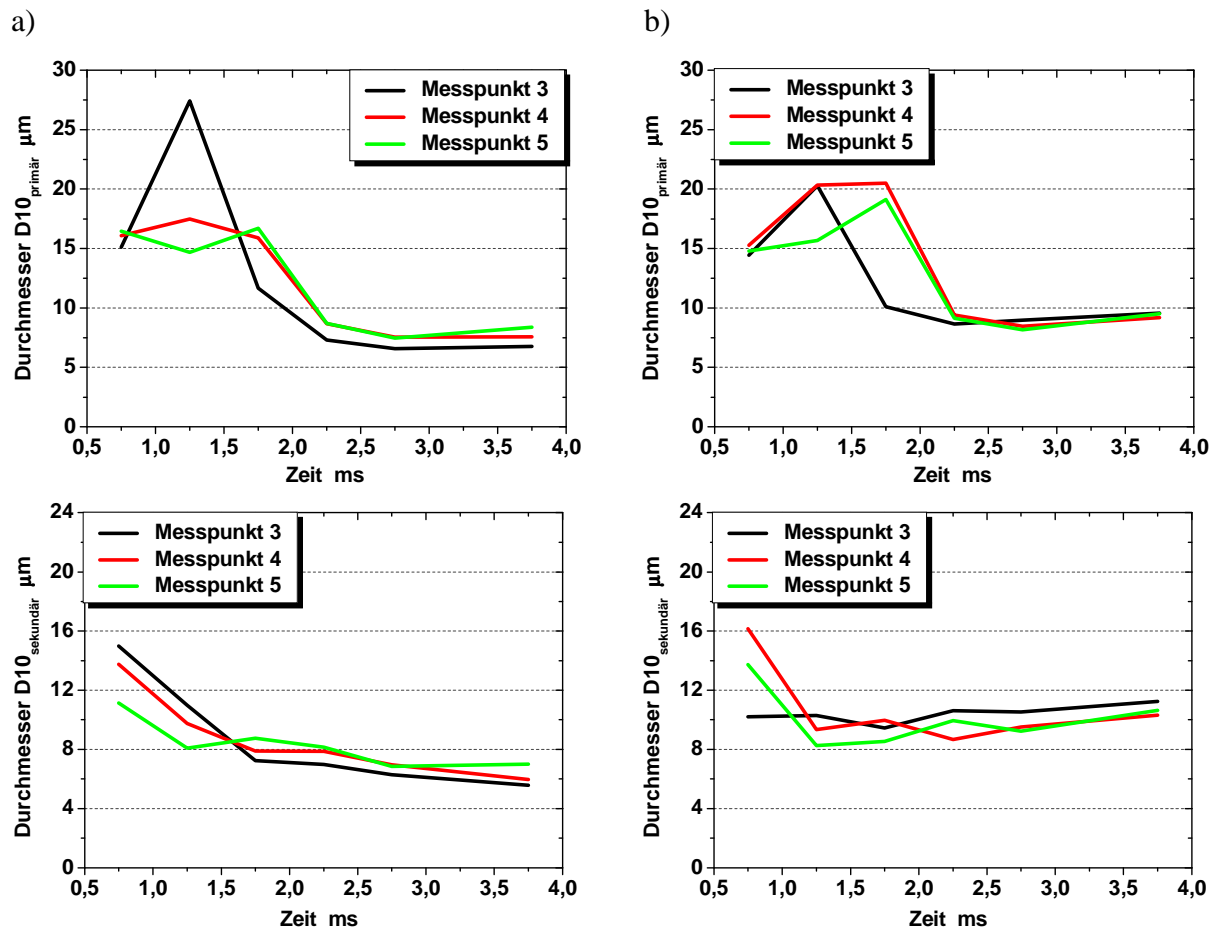 a)
30
25
20
15
10
5
0
Durchmesser D10primär µm
Messpunkt 3
Messpunkt 4
Messpunkt 5
0,5 1,0 1,5 2,0 2,5 3,0 3,5 4,0
Zeit ms
b)
30
25
20
15
10
5
0
Durchmesser D10primär µm
Messpunkt 3
Messpunkt 4
Messpunkt 5
0,5 1,0 1,5 2,0 2,5 3,0 3,5 4,0
Zeit ms
24
20
16
12
8
4
0
Durchmesser D10sekundär µm
Messpunkt 3
Messpunkt 4
Messpunkt 5
0,5 1,0 1,5 2,0 2,5 3,0 3,5 4,0
Zeit ms
24
20
16
12
8
4
0
Durchmesser D10sekundär µm
Messpunkt 3
Messpunkt 4
Messpunkt 5
0,5 1,0 1,5 2,0 2,5 3,0 3,5 4,0
Zeit ms